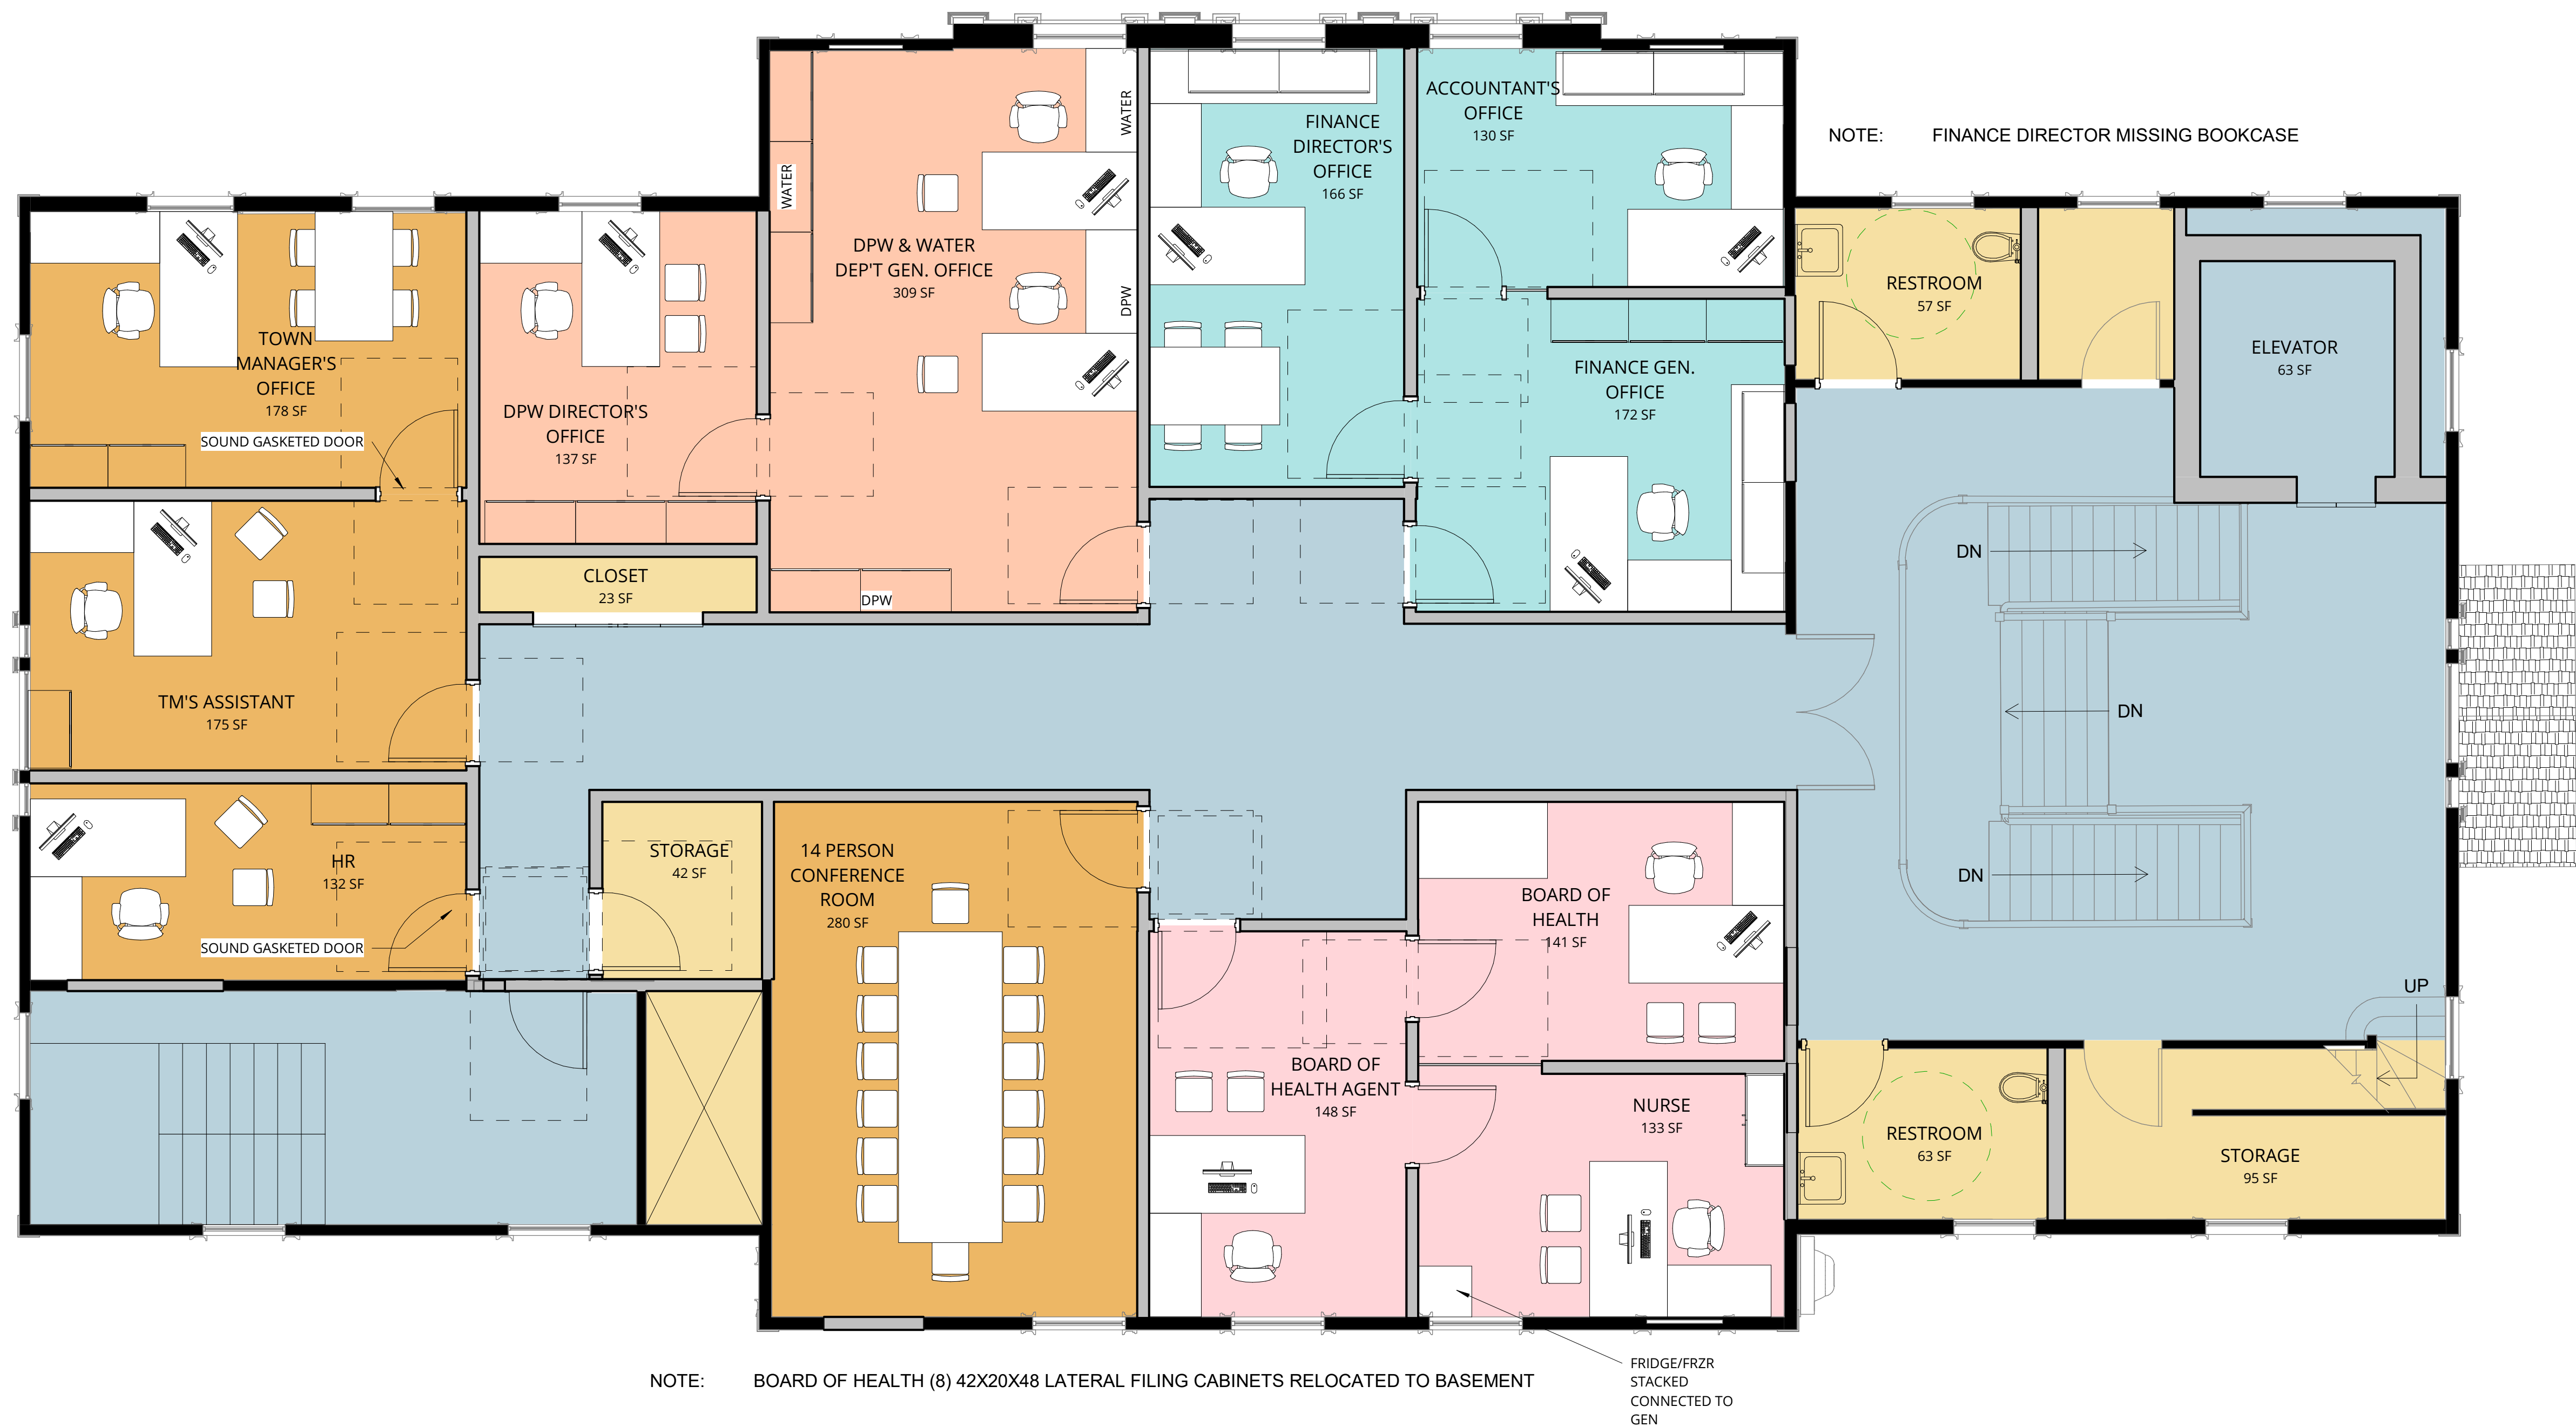 ACCOUNTANT'S
OFFICE
130 SF
FINANCE
DIRECTOR'S
OFFICE
166 SF
WATER
WATER
NOTE: FINANCE DIRECTOR MISSING BOOKCASE
DPW & WATER
DEP'T GEN. OFFICE
309 SF
DPW
RESTROOM
57 SF
ELEVATOR
63 SF
TOWN
MANAGER'S
OFFICE
178 SF
SOUND GASKETED DOOR
DPW DIRECTOR'S
OFFICE
137 SF
FINANCE GEN.
OFFICE
172 SF
CLOSET
23 SF
DPW
DN
TM'S ASSISTANT
175 SF
DN
HR
132 SF
SOUND GASKETED DOOR
STORAGE
42 SF
14 PERSON
CONFERENCE
ROOM
280 SF
BOARD OF
HEALTH
141 SF
DN
UP
BOARD OF
HEALTH AGENT
148 SF
NURSE
133 SF
RESTROOM
63 SF
STORAGE
95 SF
FRIDGE/FRZR
STACKED
CONNECTED TO
GEN
NOTE: BOARD OF HEALTH (8) 42X20X48 LATERAL FILING CABINETS RELOCATED TO BASEMENT